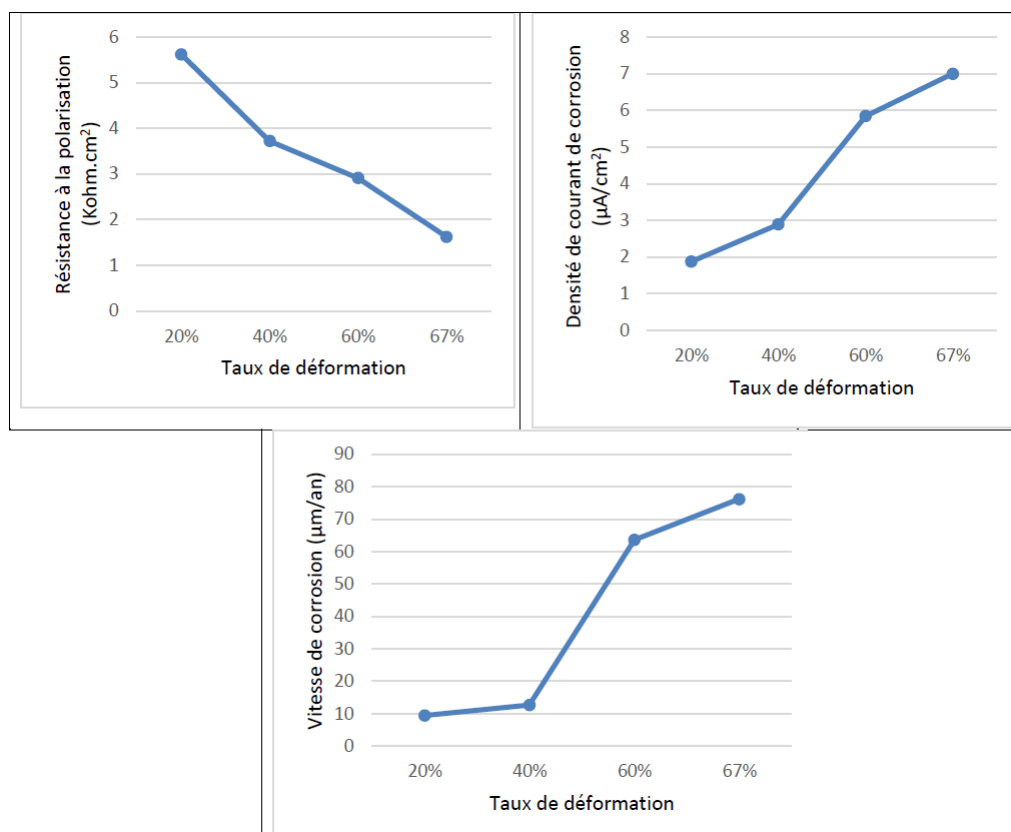 Résistance à la polarisation
(Kohm.cm²)
6
5
4
3
2
1
0
20% 40% 60% 67%
Taux de déformation
Densité de courant de corrosion
(µA/cm²)
8
7
6
5
4
3
2
1
0
20% 40% 60% 67%
Taux de déformation
Vitesse de corrosion (µm/an)
90
80
70
60
50
40
30
20
10
0
20% 40% 60% 67%
Taux de déformation